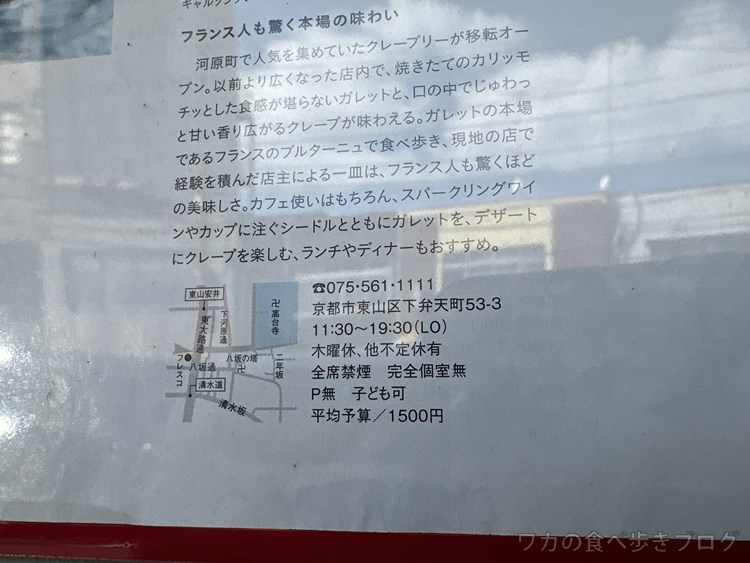 フランス人も驚く本場の味わい
河原町で人気を集めていたクレープリーが移転オー
プン。以前より広くなった店内で、焼きたてのカリッモ
チッとした食感が堪らないガレットと、口の中でじゅわっ
と甘い香り広がるクレープが味わえる。ガレットの本場
であるフランスのブルターニュで食べ歩き、現地の店で
経験を積んだ店主による一皿は、フランス人も驚くほど
の美味しさ。カフェ使いはもちろん、スパークリングワイ
ンやカップに注ぐシードルとともにガレットを、デザート
にクレープを楽しむ、ランチやディナーもおすすめ。
☎075・561・1111
京都市東山区下弁天町53-3
11:30〜19:30(LO)
木曜休、他不定休有
全席禁煙 完全個室無
P無 子ども可
平均予算／1500円
東山安井
東大路通
下河原通
卍高台寺
フレスコ
八坂通
八坂の塔
卍
二年坂
清水道
清水坂
ワカの食べ歩きブログ